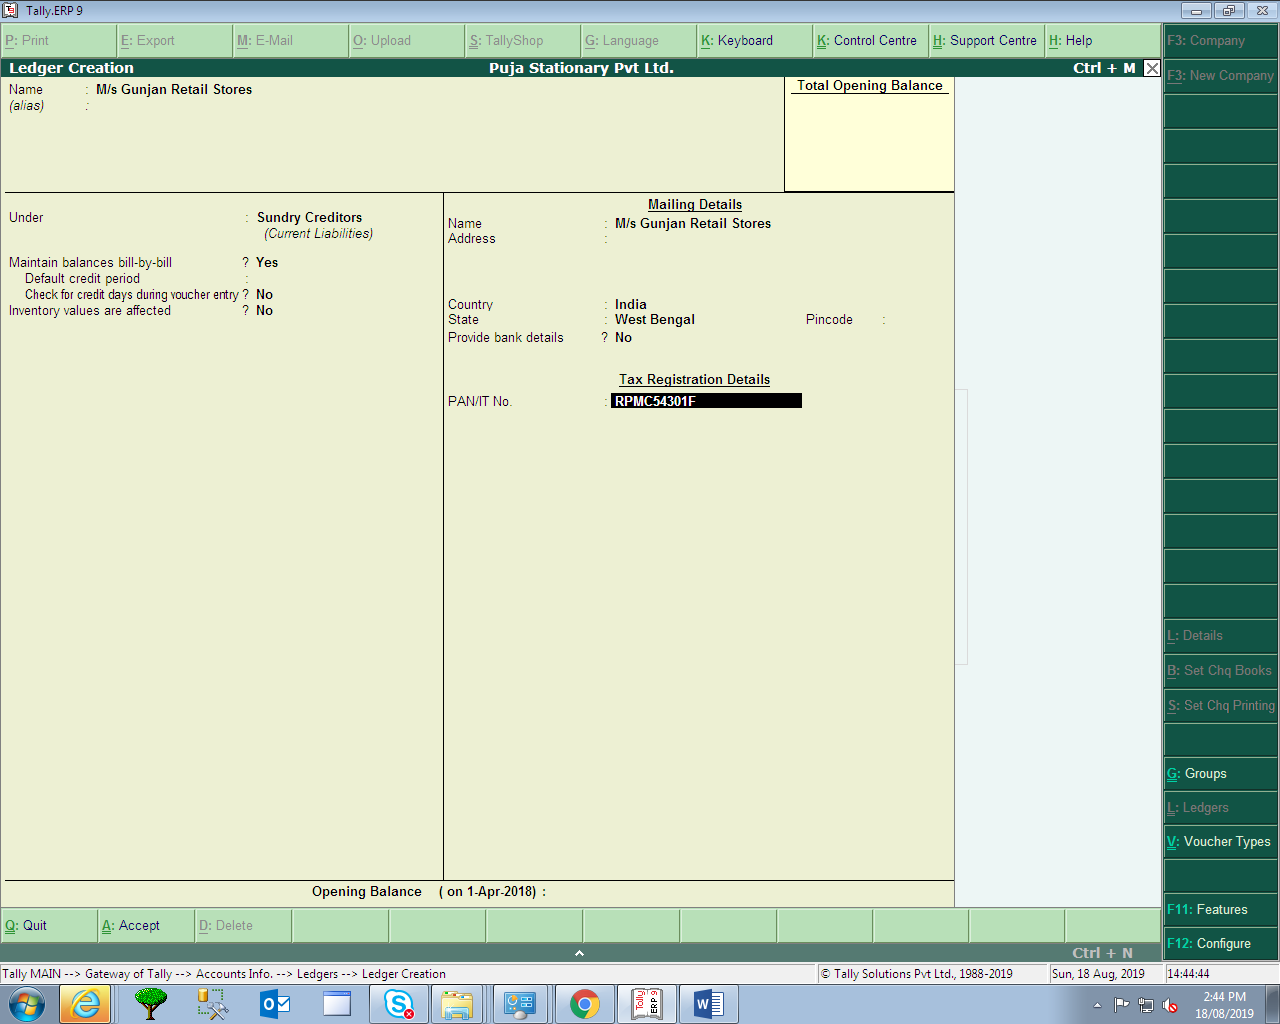 Tally.ERP 9
P: Print E: Export M: E-Mail O: Upload S: TallyShop G: Language K: Keyboard K: Control Centre H: Support Centre H: Help
Ledger Creation Puja Stationary Pvt Ltd. Ctrl + M
Name : M/s Gunjan Retail Stores
(alias) :
Total Opening Balance
Under : Sundry Creditors
(Current Liabilities)
Maintain balances bill-by-bill ? Yes
Default credit period :
Check for credit days during voucher entry ? No
Inventory values are affected ? No
Mailing Details
Name : M/s Gunjan Retail Stores
Address :
Country : India
State : West Bengal Pincode :
Provide bank details ? No
Tax Registration Details
PAN/IT No. : RPMC54301F
Opening Balance ( on 1-Apr-2018) :
F3: Company
F3: New Company
L: Details
B: Set Chq Books
S: Set Chq Printing
G: Groups
L: Ledgers
V: Voucher Types
F11: Features
F12: Configure
Q: Quit A: Accept D: Delete
Ctrl + N
Tally MAIN --> Gateway of Tally --> Accounts Info. --> Ledgers --> Ledger Creation © Tally Solutions Pvt Ltd., 1988-2019 Sun, 18 Aug, 2019 14:44:44
Tally ERP 9
2:44 PM
18/08/2019